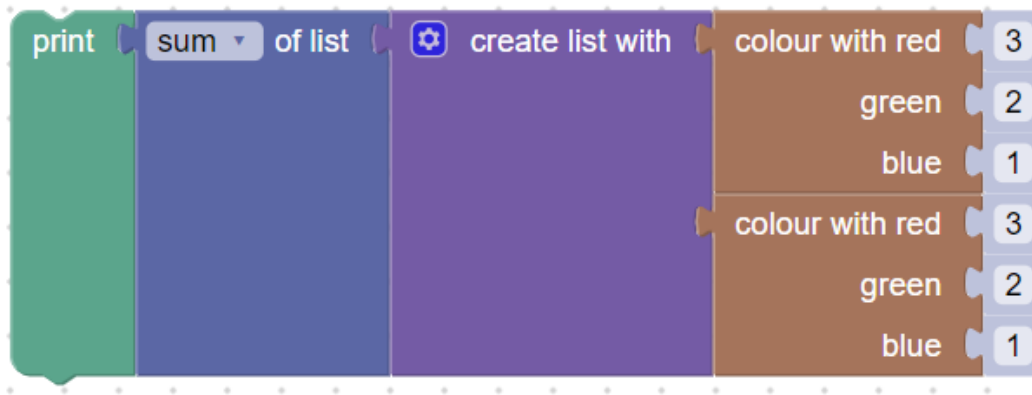 print sum of list create list with colour with red 3
green 2
blue 1
colour with red 3
green 2
blue 1